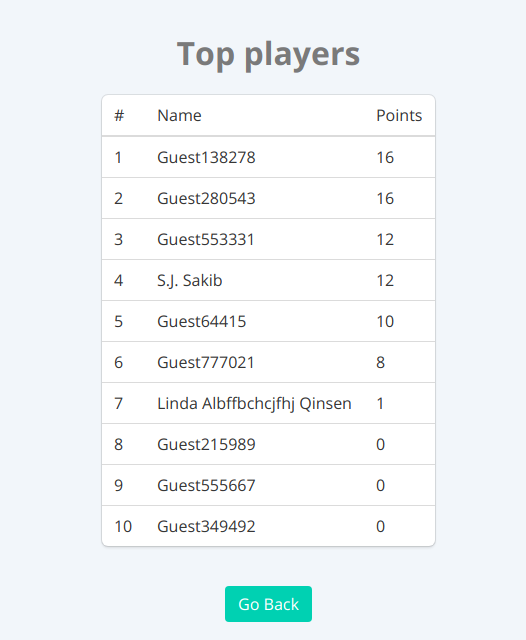 Top players
# Name Points
1 Guest138278 16
2 Guest280543 16
3 Guest553331 12
4 S.J. Sakib 12
5 Guest64415 10
6 Guest777021 8
7 Linda Albffbchcjfhj Qinsen 1
8 Guest215989 0
9 Guest555667 0
10 Guest349492 0
Go Back